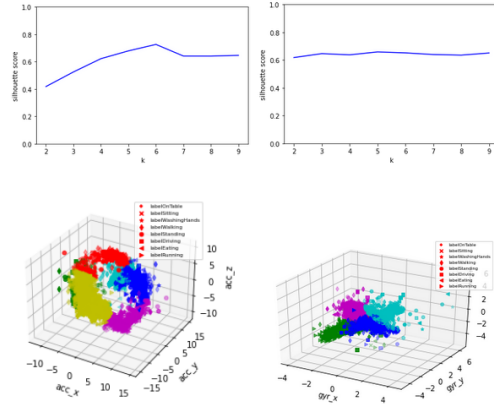 1.0
0.8
0.6
0.4
0.2
0.0
silhouette score
2 3 4 5 6 7 8 9
k
1.0
0.8
0.6
0.4
0.2
0.0
silhouette score
2 3 4 5 6 7 8 9
k
labelOnTable
labelSitting
labelWashingHands
labelWalking
labelStanding
labelDriving
labelEating
labelRunning
10
5
0
-5
-10
acc_z
-10 -5 0 5 10 15
acc_x
-15
-10
-5
0
5
10
15
acc_y
labelOnTable
labelSitting
labelWashingHands
labelWalking
labelStanding
labelDriving
labelEating
labelRunning
2
0
-2
-4
-4 -2 0 2 4
gyr_x
-4
-2
0
2
4
6
gyr_y